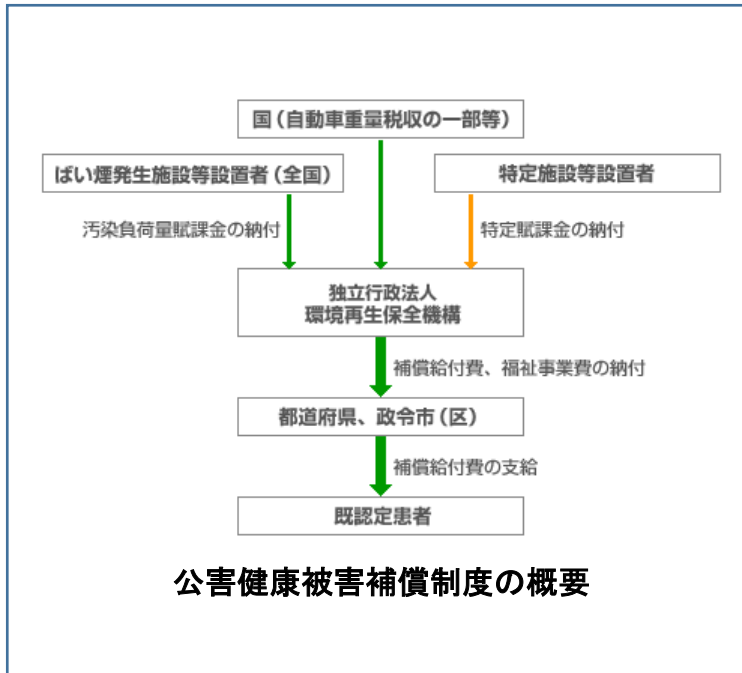 国（自動車重量税収の一部等）
ばい煙発生施設等設置者（全国）
特定施設等設置者
汚染負荷量賦課金の納付
特定賦課金の納付
独立行政法人
環境再生保全機構
補償給付費、福祉事業費の納付
都道府県、政令市（区）
補償給付費の支給
既認定患者
公害健康被害補償制度の概要